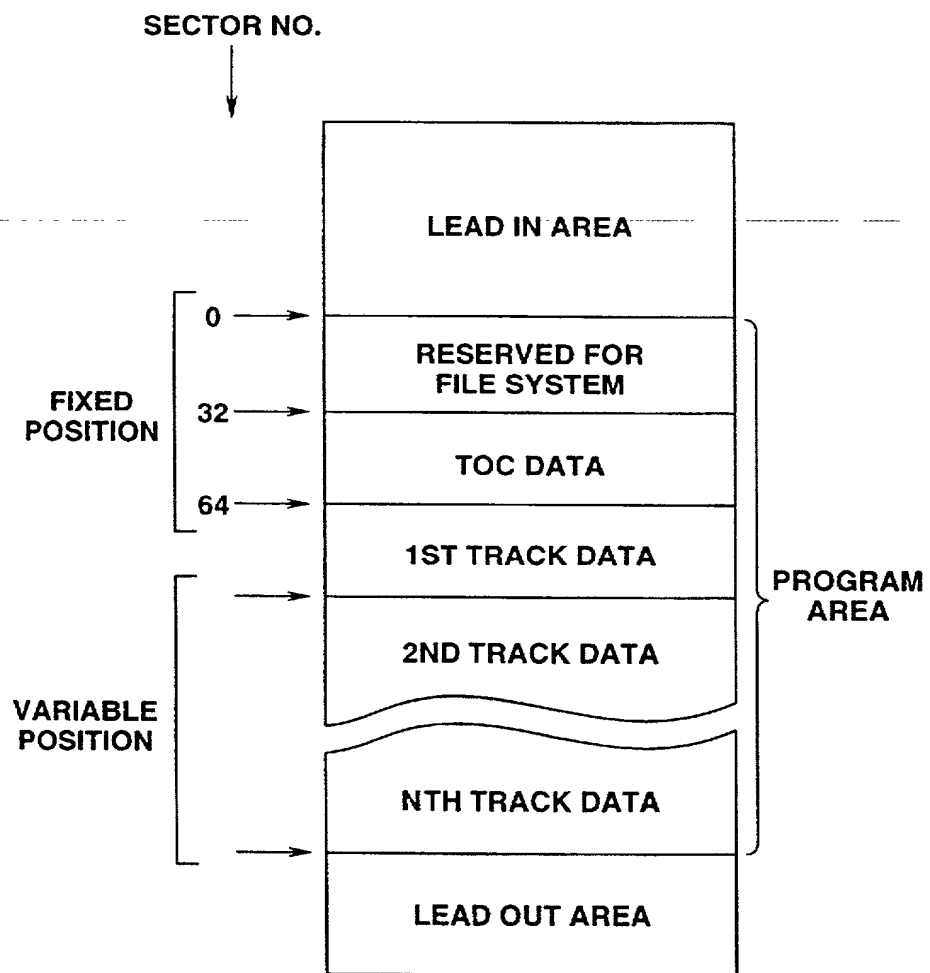 SECTOR NO.
LEAD IN AREA
0
RESERVED FOR
FILE SYSTEM
FIXED
POSITION
32
TOC DATA
64
1ST TRACK DATA
PROGRAM
AREA
2ND TRACK DATA
VARIABLE
POSITION
NTH TRACK DATA
LEAD OUT AREA